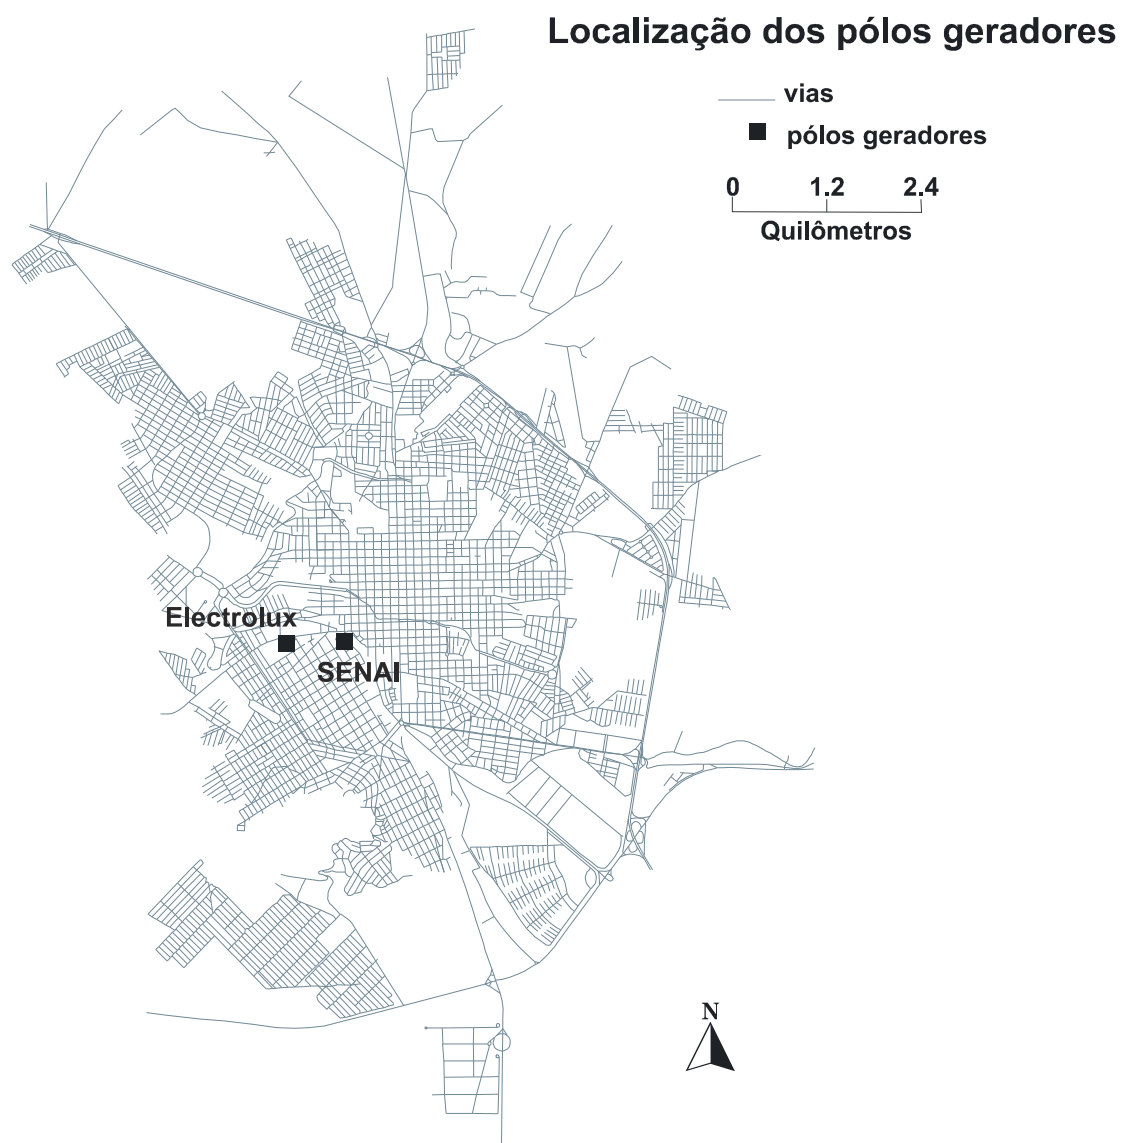 Localização dos pólos geradores
vias
pólos geradores
0 1.2 2.4
Quilômetros
Electrolux
SENAI
N